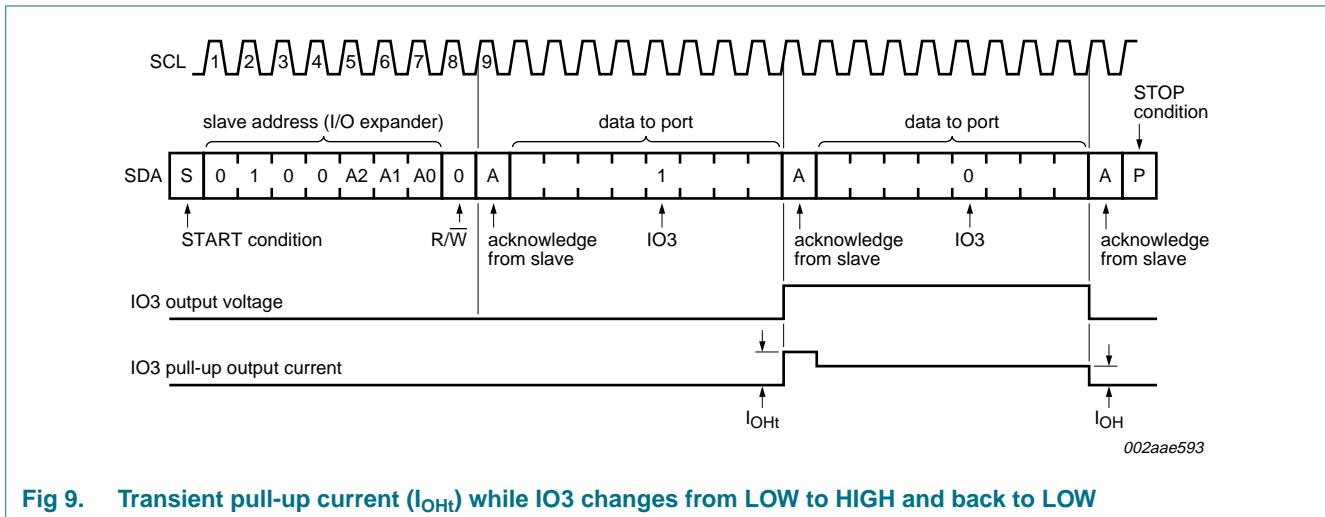 SCL 1 2 3 4 5 6 7 8 9
STOP
condition
slave address (I/O expander) data to port data to port
SDA S 0 1 0 0 A2 A1 A0 0 A 1 A 0 A P
START condition R/W̅ acknowledge
from slave IO3 acknowledge
from slave IO3 acknowledge
from slave
IO3 output voltage
IO3 pull-up output current
IOHt IOH
002aae593
Fig 9. Transient pull-up current (IOHt) while IO3 changes from LOW to HIGH and back to LOW